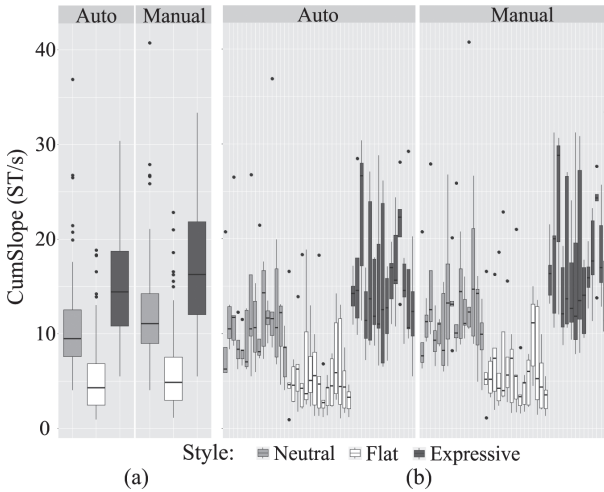 Auto Manual Auto Manual
40
30
20
10
0
CumSlope (ST/s)
Style: Neutral Flat Expressive
(a) (b)